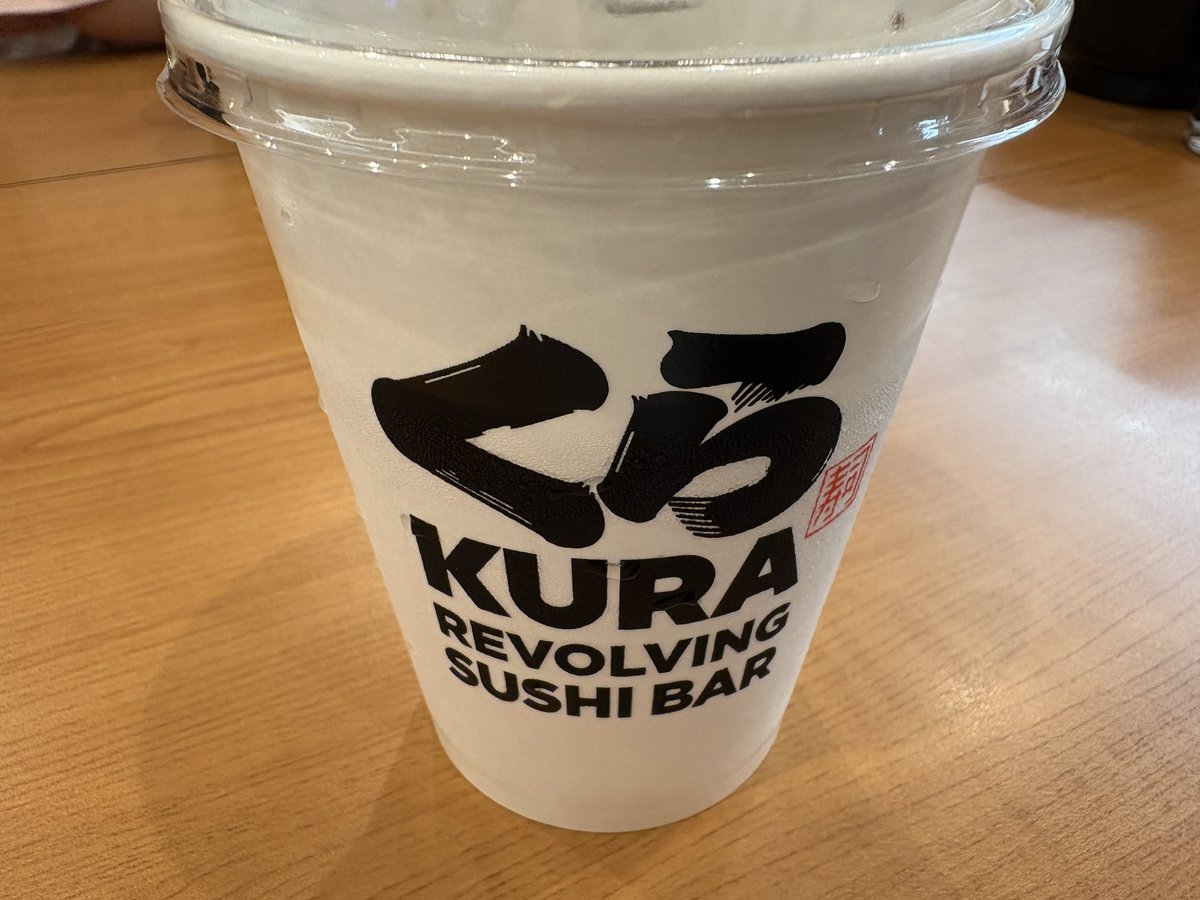 くら
寿司
KURA
REVOLVING
SUSHI BAR